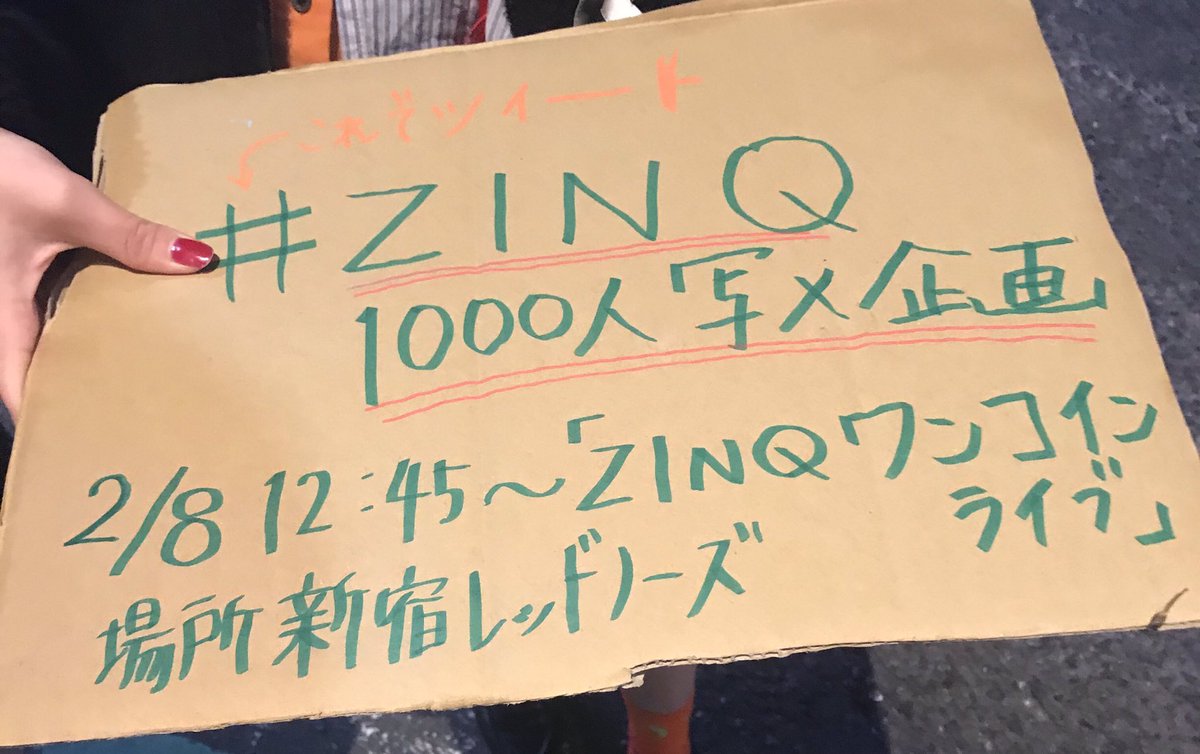 これぞツイート
#ZINQ
1000人「写メ企画」
2/8 12:45〜「ZINQワンコイン
ライブ」
場所 新宿レッドノーズ